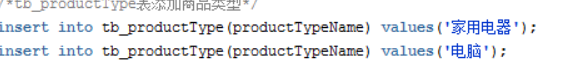 /*tb_productType表添加商品类型*/
insert into tb_productType(productTypeName) values('家用电器');
insert into tb_productType(productTypeName) values('电脑');